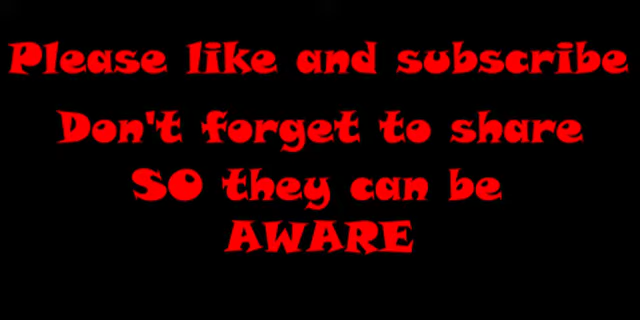 Please like and subscribe
Don't forget to share
SO they can be
AWARE